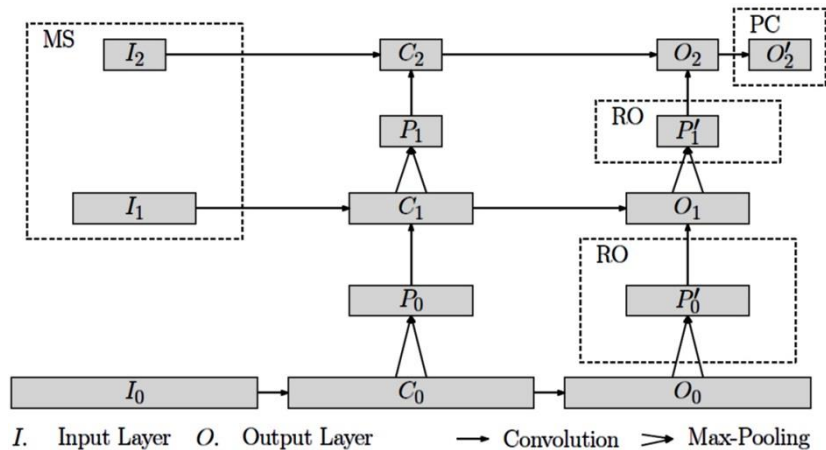 MS
PC
I₂ C₂ O₂ O′₂
RO
P₁ P′₁
I₁ C₁ O₁
RO
P₀ P′₀
I₀ C₀ O₀
I. Input Layer O. Output Layer Convolution Max-Pooling